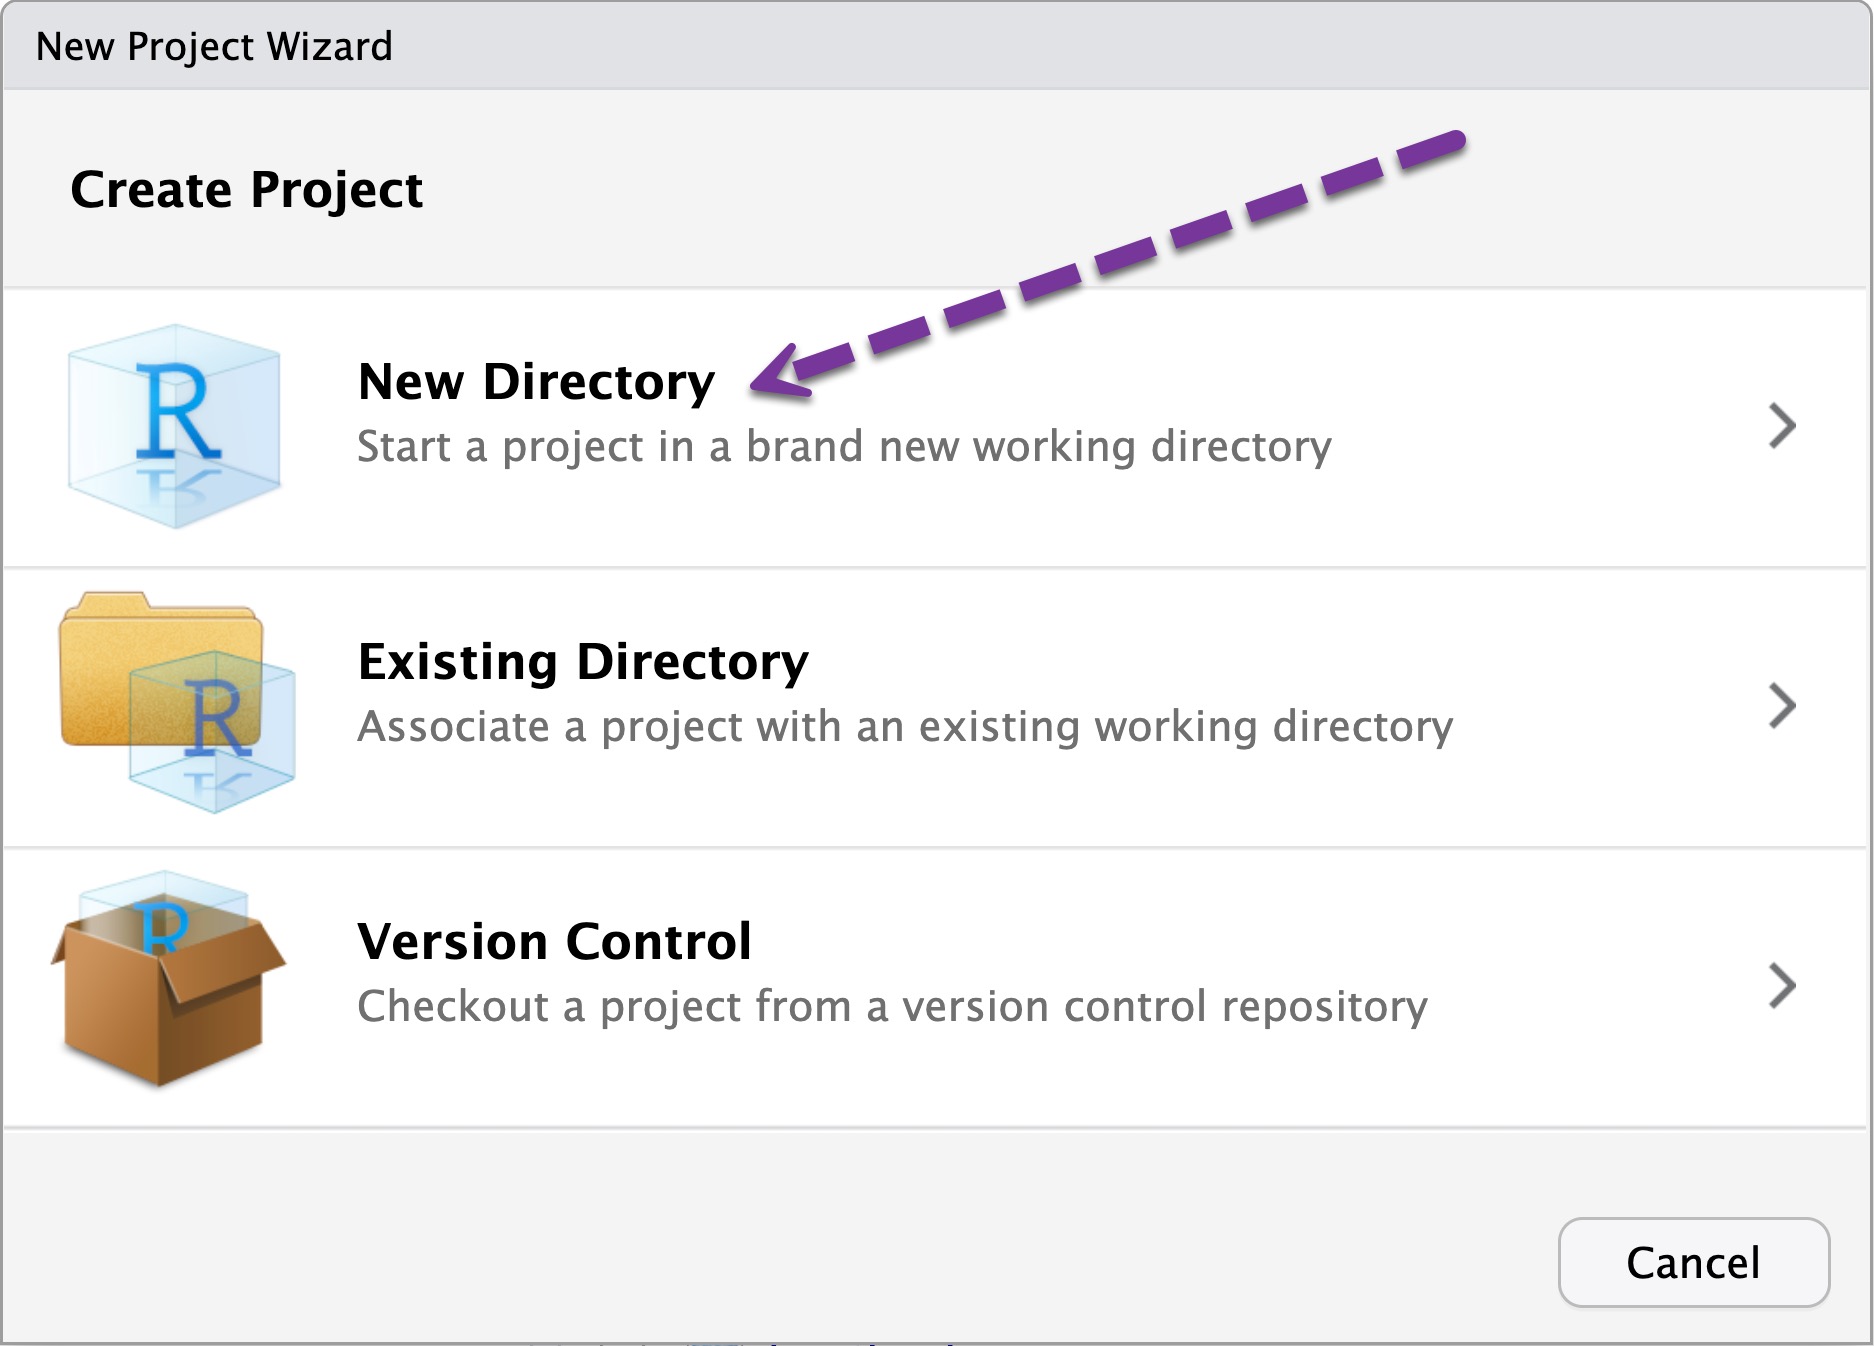 New Project Wizard
Create Project
R
New Directory
Start a project in a brand new working directory
R
Existing Directory
Associate a project with an existing working directory
R
Version Control
Checkout a project from a version control repository
Cancel